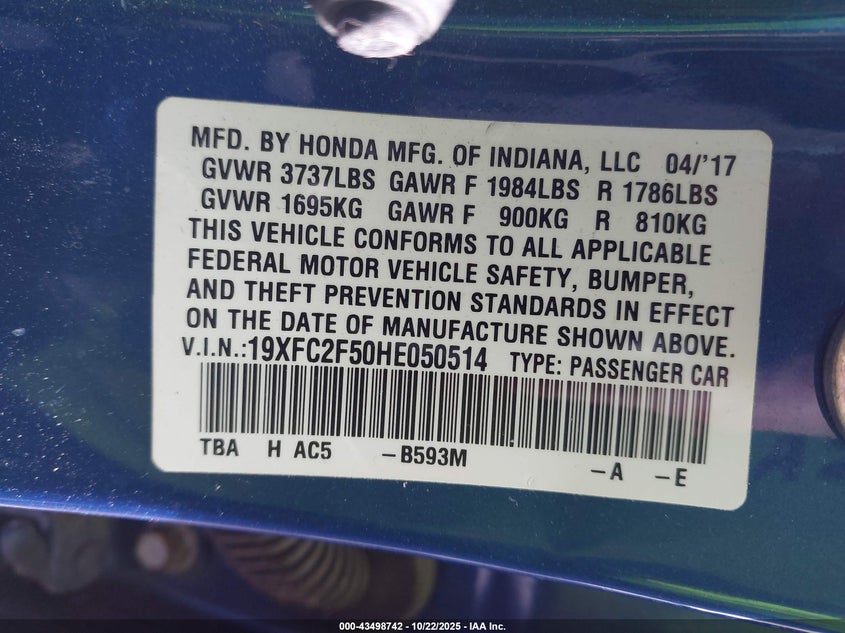 MFD. BY HONDA MFG. OF INDIANA, LLC 04/'17
GVWR 3737LBS GAWR F 1984LBS R 1786LBS
GVWR 1695KG GAWR F 900KG R 810KG
THIS VEHICLE CONFORMS TO ALL APPLICABLE
FEDERAL MOTOR VEHICLE SAFETY, BUMPER,
AND THEFT PREVENTION STANDARDS IN EFFECT
ON THE DATE OF MANUFACTURE SHOWN ABOVE.
V.I.N.:19XFC2F50HE050514 TYPE: PASSENGER CAR
TBA H AC5 -B593M -A -E
000-43498742 - 10/22/2025 - IAA Inc.